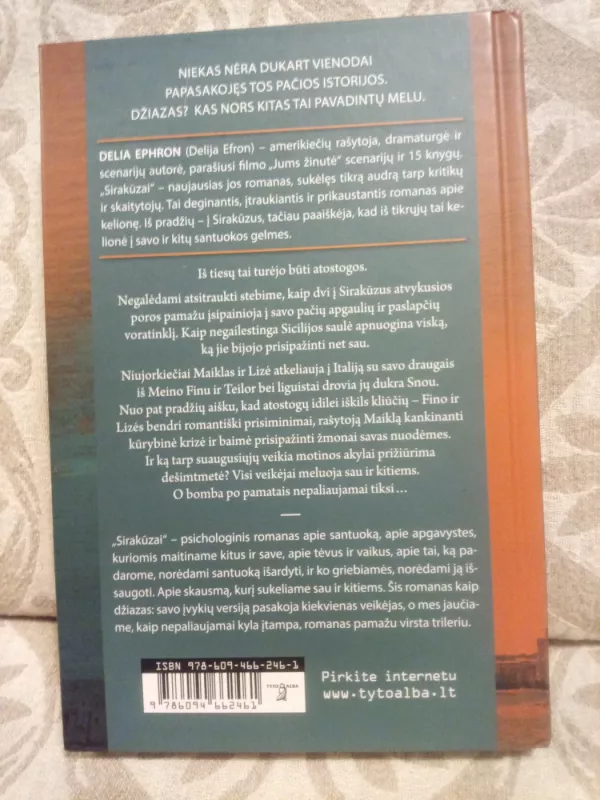 NIEKAS NĖRA DUKART VIENODAI
PAPASAKOJĘS TOS PAČIOS ISTORIJOS.
DŽIAZAS? KAS NORS KITAS TAI PAVADINTŲ MELU.
DELIA EPHRON (Delija Efron) – amerikiečių rašytoja, dramaturgė ir
scenarijų autorė, parašiusi filmo „Jums žinutė“ scenarijų ir 15 knygų.
„Sirakūzai“ – naujausias jos romanas, sukėlęs tikrą audrą tarp kritikų
ir skaitytojų. Tai deginantis, įtraukiantis ir prikaustantis romanas apie
kelionę. Iš pradžių – į Sirakūzus, tačiau paaiškėja, kad iš tikrųjų tai ke-
lionė į savo ir kitų santuokos gelmes.
Iš tiesų tai turėjo būti atostogos.
Negalėdami atsitraukti stebime, kaip dvi į Sirakūzus atvykusios
poros pamažu įsipainioja į savo pačių apgaulių ir paslapčių
voratinklį. Kaip negailestinga Sicilijos saulė apnuogina viską,
ką jie bijojo prisipažinti net sau.
Niujorkiečiai Maiklas ir Lizė atkeliauja į Italiją su savo draugais
iš Meino Finu ir Teilor bei liguistai drovia jų dukra Snou.
Nuo pat pradžių aišku, kad atostogų idilei iškils kliūčių – Fino ir
Lizės bendri romantiški prisiminimai, rašytoją Maiklą kankinanti
kūrybinė krizė ir baimė prisipažinti žmonai savas nuodėmes.
Ir ką tarp suaugusiųjų veikia motinos akylai prižiūrima
dešimtmetė? Visi veikėjai meluoja sau ir kitiems.
O bomba po pamatais nepaliaujamai tiksi...
„Sirakūzai“ – psichologinis romanas apie santuoką, apie apgavystes,
kuriomis maitiname kitus ir save, apie tėvus ir vaikus, apie tai, ką pa-
darome, norėdami santuoką išardyti, ir ko griebiamės, norėdami ją iš-
saugoti. Apie skausmą, kurį sukeliame sau ir kitiems. Šis romanas kaip
džiazas: savo įvykių versiją pasakoja kiekvienas veikėjas, o mes jaučia-
me, kaip nepaliaujamai kyla įtampa, romanas pamažu virsta trileriu.
ISBN 978-609-466-246-1
TYTO ALBA
9 786094 662461
Pirkite internetu
www.tytoalba.lt